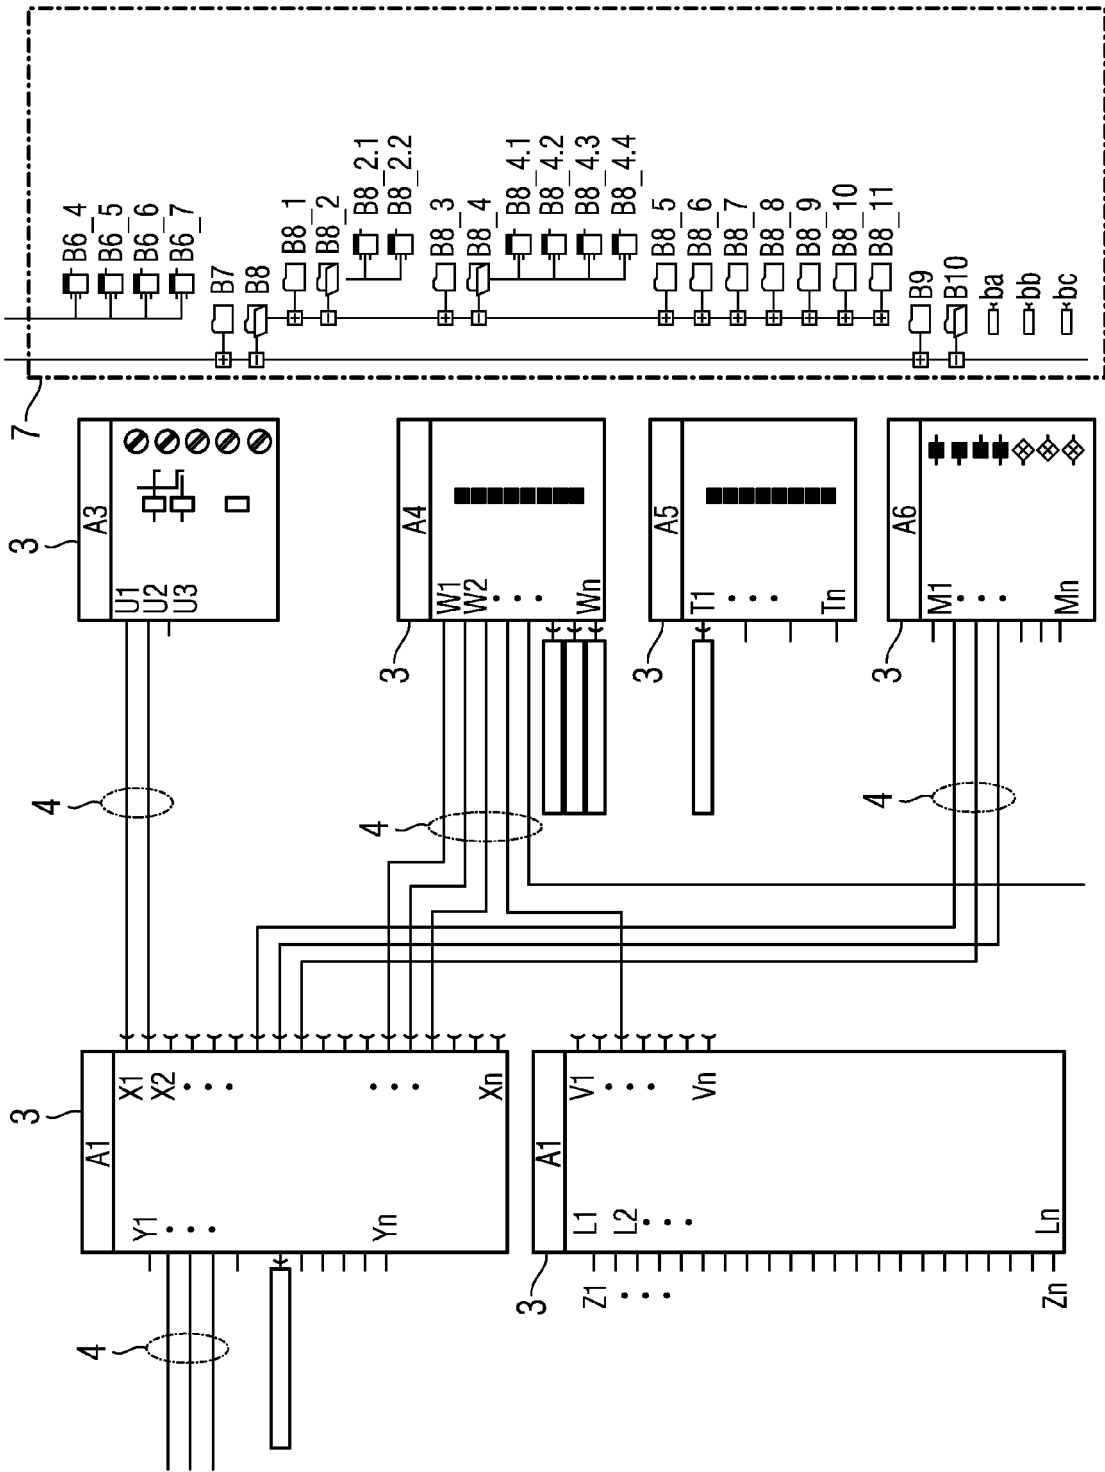 7
B6_4
B6_5
B6_6
B6_7
B7
B8
B8_1
B8_2
B8_2.1
B8_2.2
B8_3
B8_4
B8_4.1
B8_4.2
B8_4.3
B8_4.4
B8_5
B8_6
B8_7
B8_8
B8_9
B8_10
B8_11
B9
B10
ba
bb
bc
3
A3
U1
U2
U3
3
A4
W1
W2
Wn
3
A5
T1
Tn
3
A6
M1
Mn
4
4
4
3
A1
X1
X2
Xn
Y1
Yn
4
3
A1
V1
Vn
L1
L2
Ln
Z1
Zn